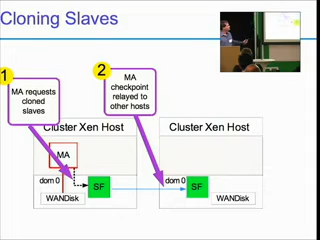 Cloning Slaves
1
MA requests
cloned
slaves
2
MA
checkpoint
relayed to
other hosts
Cluster Xen Host
MA
dom 0
SF
WANDisk
Cluster Xen Host
dom 0
SF
WANDisk